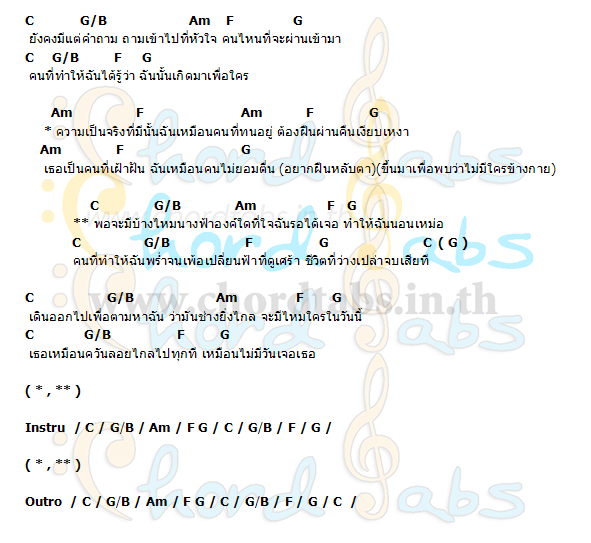 C G/B Am F G
ยังคงมีแต่คำถาม ถามเข้าไปที่หัวใจ คนไหนที่จะผ่านเข้ามา
C G/B F G
คนที่ทำให้ฉันได้รู้ว่า ฉันนั้นเกิดมาเพื่อใคร
Am F Am F G
* ความเป็นจริงที่มีนั้นฉันเหมือนคนที่ทนอยู่ ต้องฝืนผ่านคืนเงียบเหงา
Am F G
เธอเป็นคนที่เฝ้าฝัน ฉันเหมือนคนไม่ยอมตื่น (อยากฝืนหลับตา)(ขึ้นมาเพื่อพบว่าไม่มีใครข้างกาย)
C G/B Am F G
** พอจะมีบ้างไหมนางฟ้าองค์ใดที่ใจฉันรอได้เจอ ทำให้ฉันนอนเหม่อ
C G/B F G C ( G )
คนที่ทำให้ฉันพร่ำจนเพ้อเปลี่ยนฟ้าที่ดูเศร้า ชีวิตที่ว่างเปล่าจบเสียที
C G/B Am F G
เดินออกไปเพื่อตามหาฉัน ว่ามันช่างยิ่งไกล จะมีไหมใครในวันนี้
C G/B F G
เธอเหมือนควันลอยไกลไปทุกที เหมือนไม่มีวันเจอเธอ
( * , ** )
Instru / C / G/B / Am / F G / C / G/B / F / G /
( * , ** )
Outro / C / G/B / Am / F G / C / G/B / F / G / C /
www.chordtabs.in.th